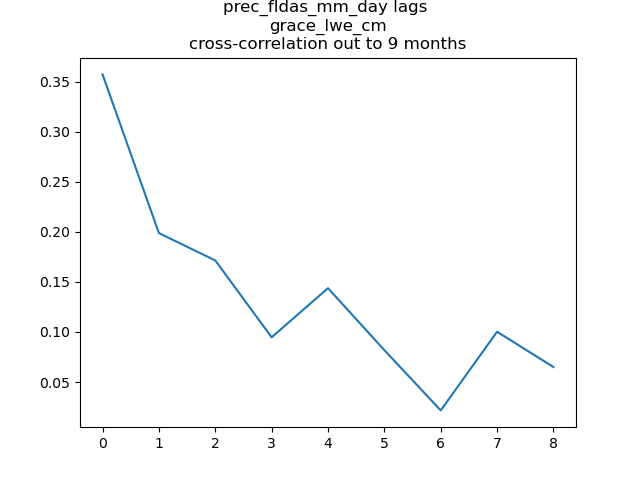 prec_fldas_mm_day lags
grace_lwe_cm
cross-correlation out to 9 months
0.35
0.30
0.25
0.20
0.15
0.10
0.05
0 1 2 3 4 5 6 7 8